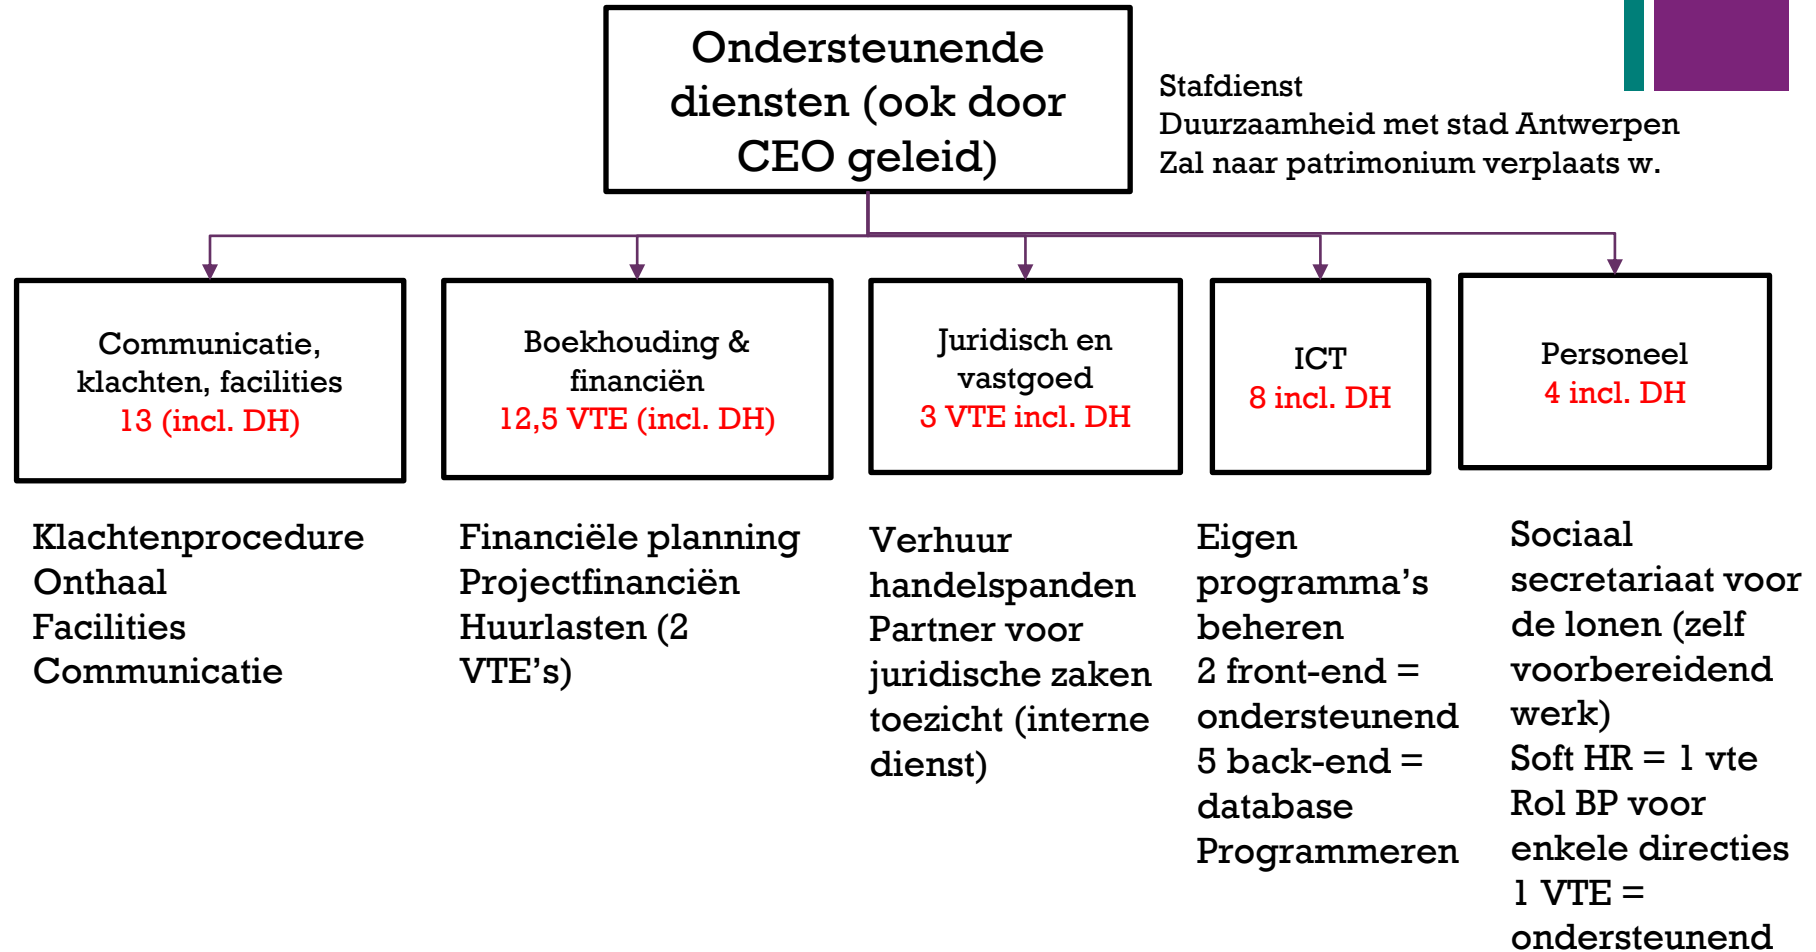 Ondersteunende
diensten (ook door
CEO geleid)
Stafdienst
Duurzaamheid met stad Antwerpen
Zal naar patrimonium verplaats w.
Communicatie,
klachten, facilities
13 (incl. DH)
Boekhouding &
financiën
12,5 VTE (incl. DH)
Juridisch en
vastgoed
3 VTE incl. DH
ICT
8 incl. DH
Personeel
4 incl. DH
Klachtenprocedure
Onthaal
Facilities
Communicatie
Financiële planning
Projectfinanciën
Huurlasten (2
VTE’s)
Verhuur
handelspanden
Partner voor
juridische zaken
toezicht (interne
dienst)
Eigen
programma’s
beheren
2 front-end =
ondersteunend
5 back-end =
database
Programmeren
Sociaal
secretariaat voor
de lonen (zelf
voorbereidend
werk)
Soft HR = 1 vte
Rol BP voor
enkele directies
1 VTE =
ondersteunend